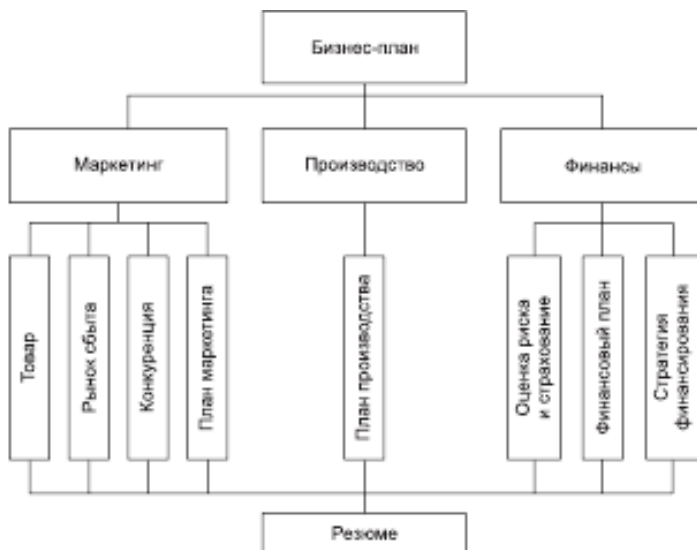 Бизнес-план
Маркетинг
Производство
Финансы
Товар
Рынок сбыта
Конкуренция
План маркетинга
План производства
Оценка риска
и страхование
Финансовый план
Стратегия
финансирования
Резюме